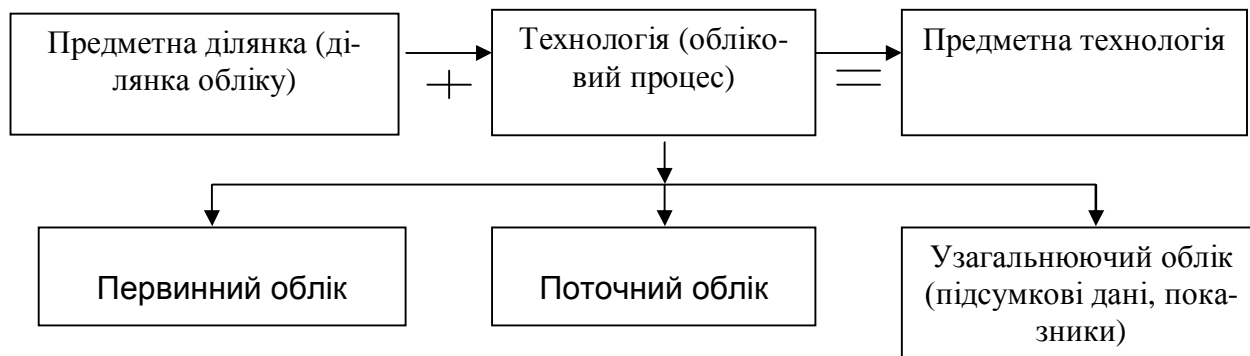 Предметна ділянка (ді-
лянка обліку)
+
Технологія (обліко-
вий процес)
=
Предметна технологія
Первинний облік
Поточний облік
Узагальнюючий облік
(підсумкові дані, пока-
зники)